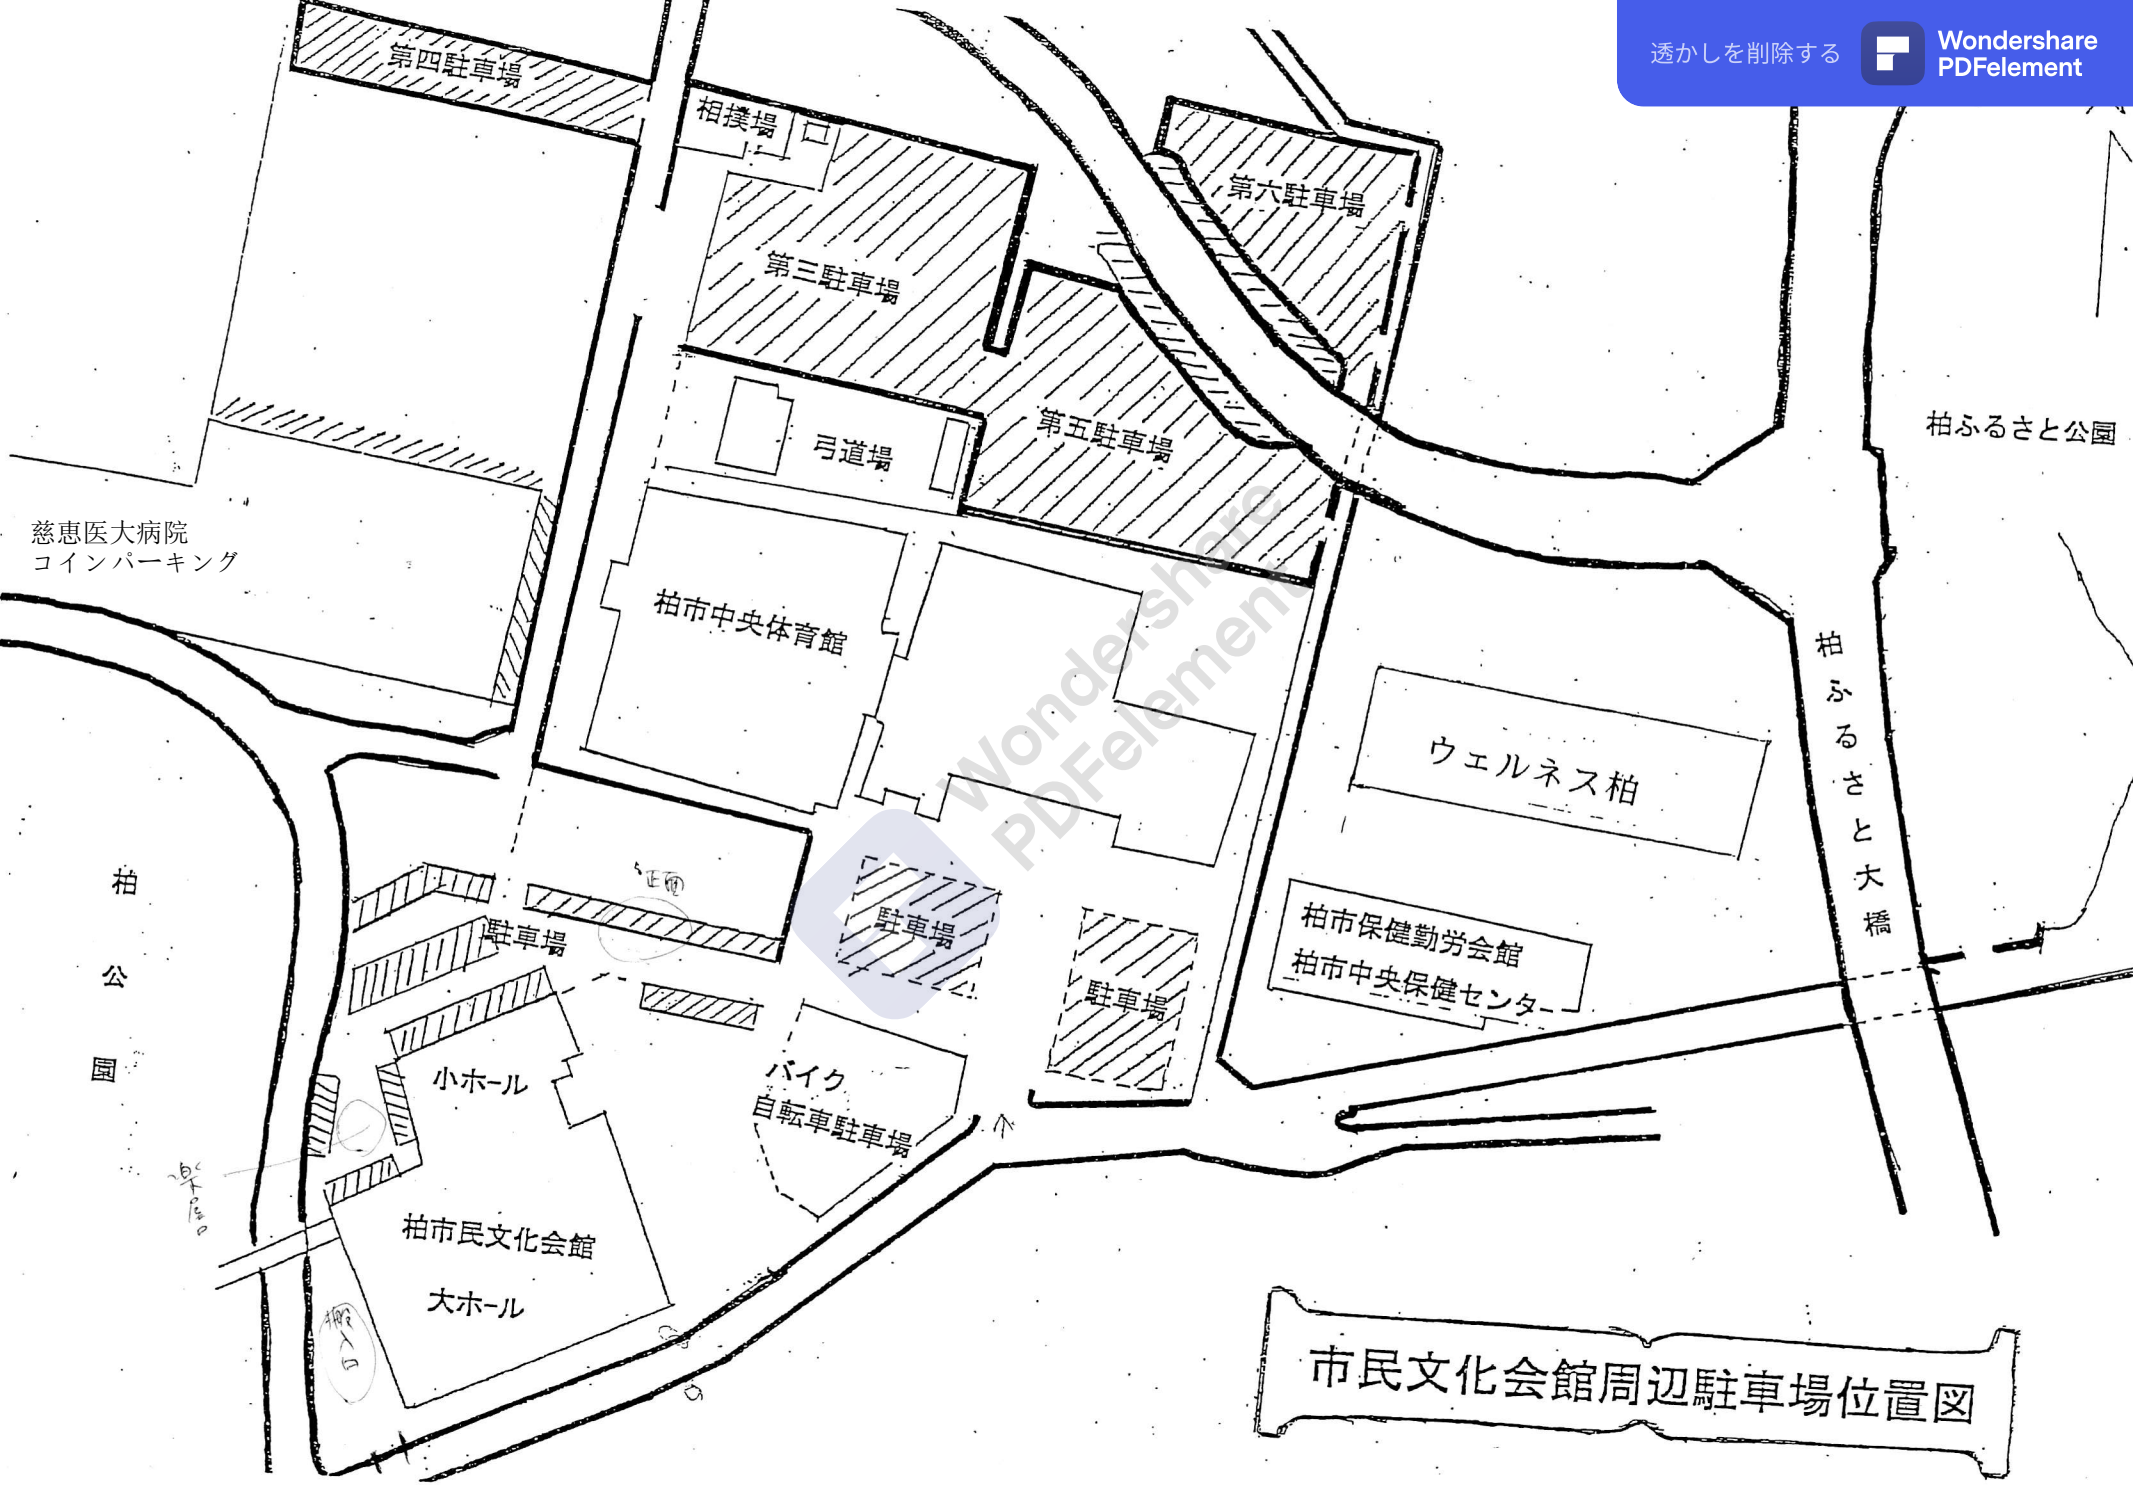 透かしを削除する
Wondershare
PDFelement
第四駐車場
相撲場
第六駐車場
第三駐車場
第五駐車場
柏ふるさと公園
弓道場
慈恵医大病院
コインパーキング
柏市中央体育館
柏ふるさと大橋
ウェルネス柏
Wondershare
PDFelement
正面
柏公園
駐車場
駐車場
駐車場
柏市保健勤労会館
柏市中央保健センター
小ホール
バイク
自転車駐車場
楽屋口
柏市民文化会館
大ホール
搬入口
市民文化会館周辺駐車場位置図